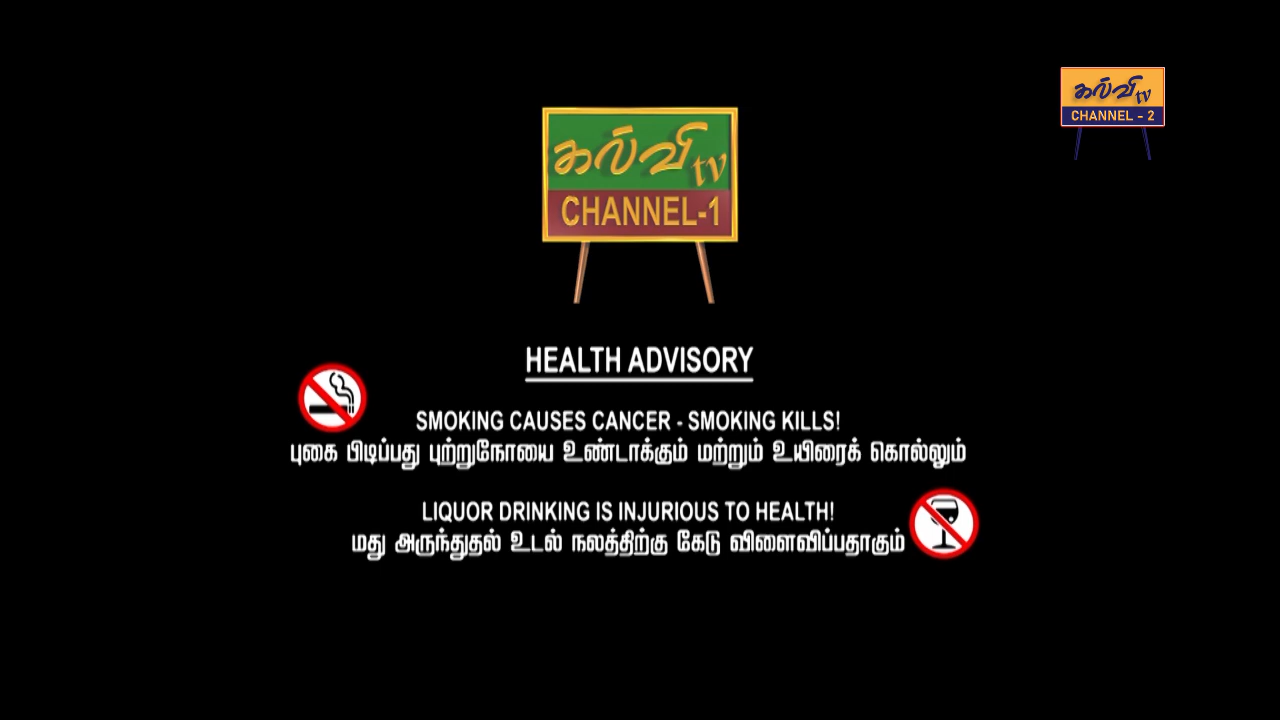 கல்வி tv
CHANNEL - 2
கல்வி tv
CHANNEL-1
HEALTH ADVISORY
SMOKING CAUSES CANCER - SMOKING KILLS!
புகை பிடிப்பது புற்றுநோயை உண்டாக்கும் மற்றும் உயிரைக் கொல்லும்
LIQUOR DRINKING IS INJURIOUS TO HEALTH!
மது அருந்துதல் உடல் நலத்திற்கு கேடு விளைவிப்பதாகும்